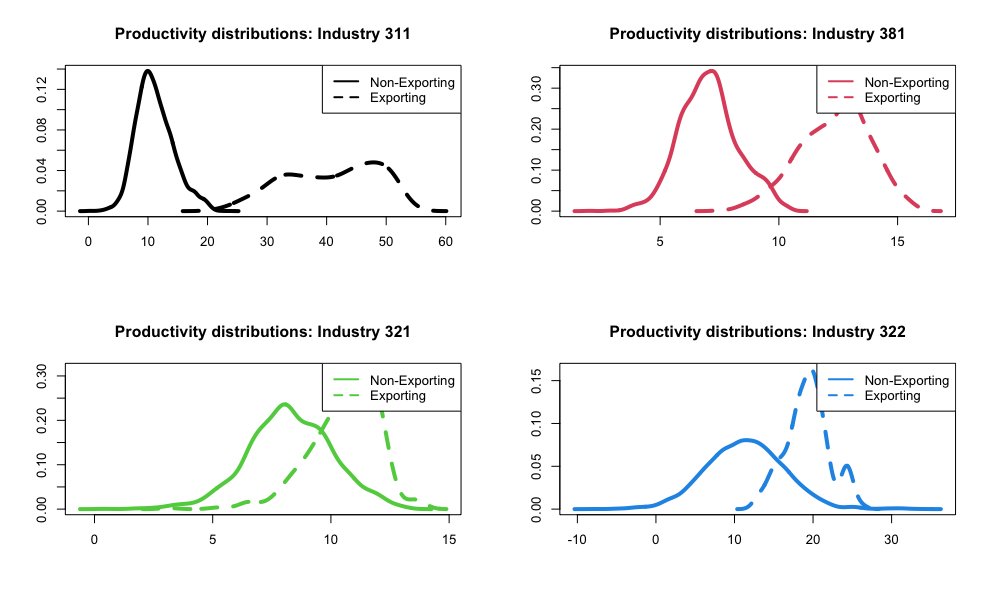 Productivity distributions: Industry 311
Non-Exporting
Exporting
0.00 0.04 0.08 0.12
0 10 20 30 40 50 60
Productivity distributions: Industry 381
Non-Exporting
Exporting
0.00 0.10 0.20 0.30
5 10 15
Productivity distributions: Industry 321
Non-Exporting
Exporting
0.00 0.10 0.20 0.30
0 5 10 15
Productivity distributions: Industry 322
Non-Exporting
Exporting
0.00 0.05 0.10 0.15
-10 0 10 20 30